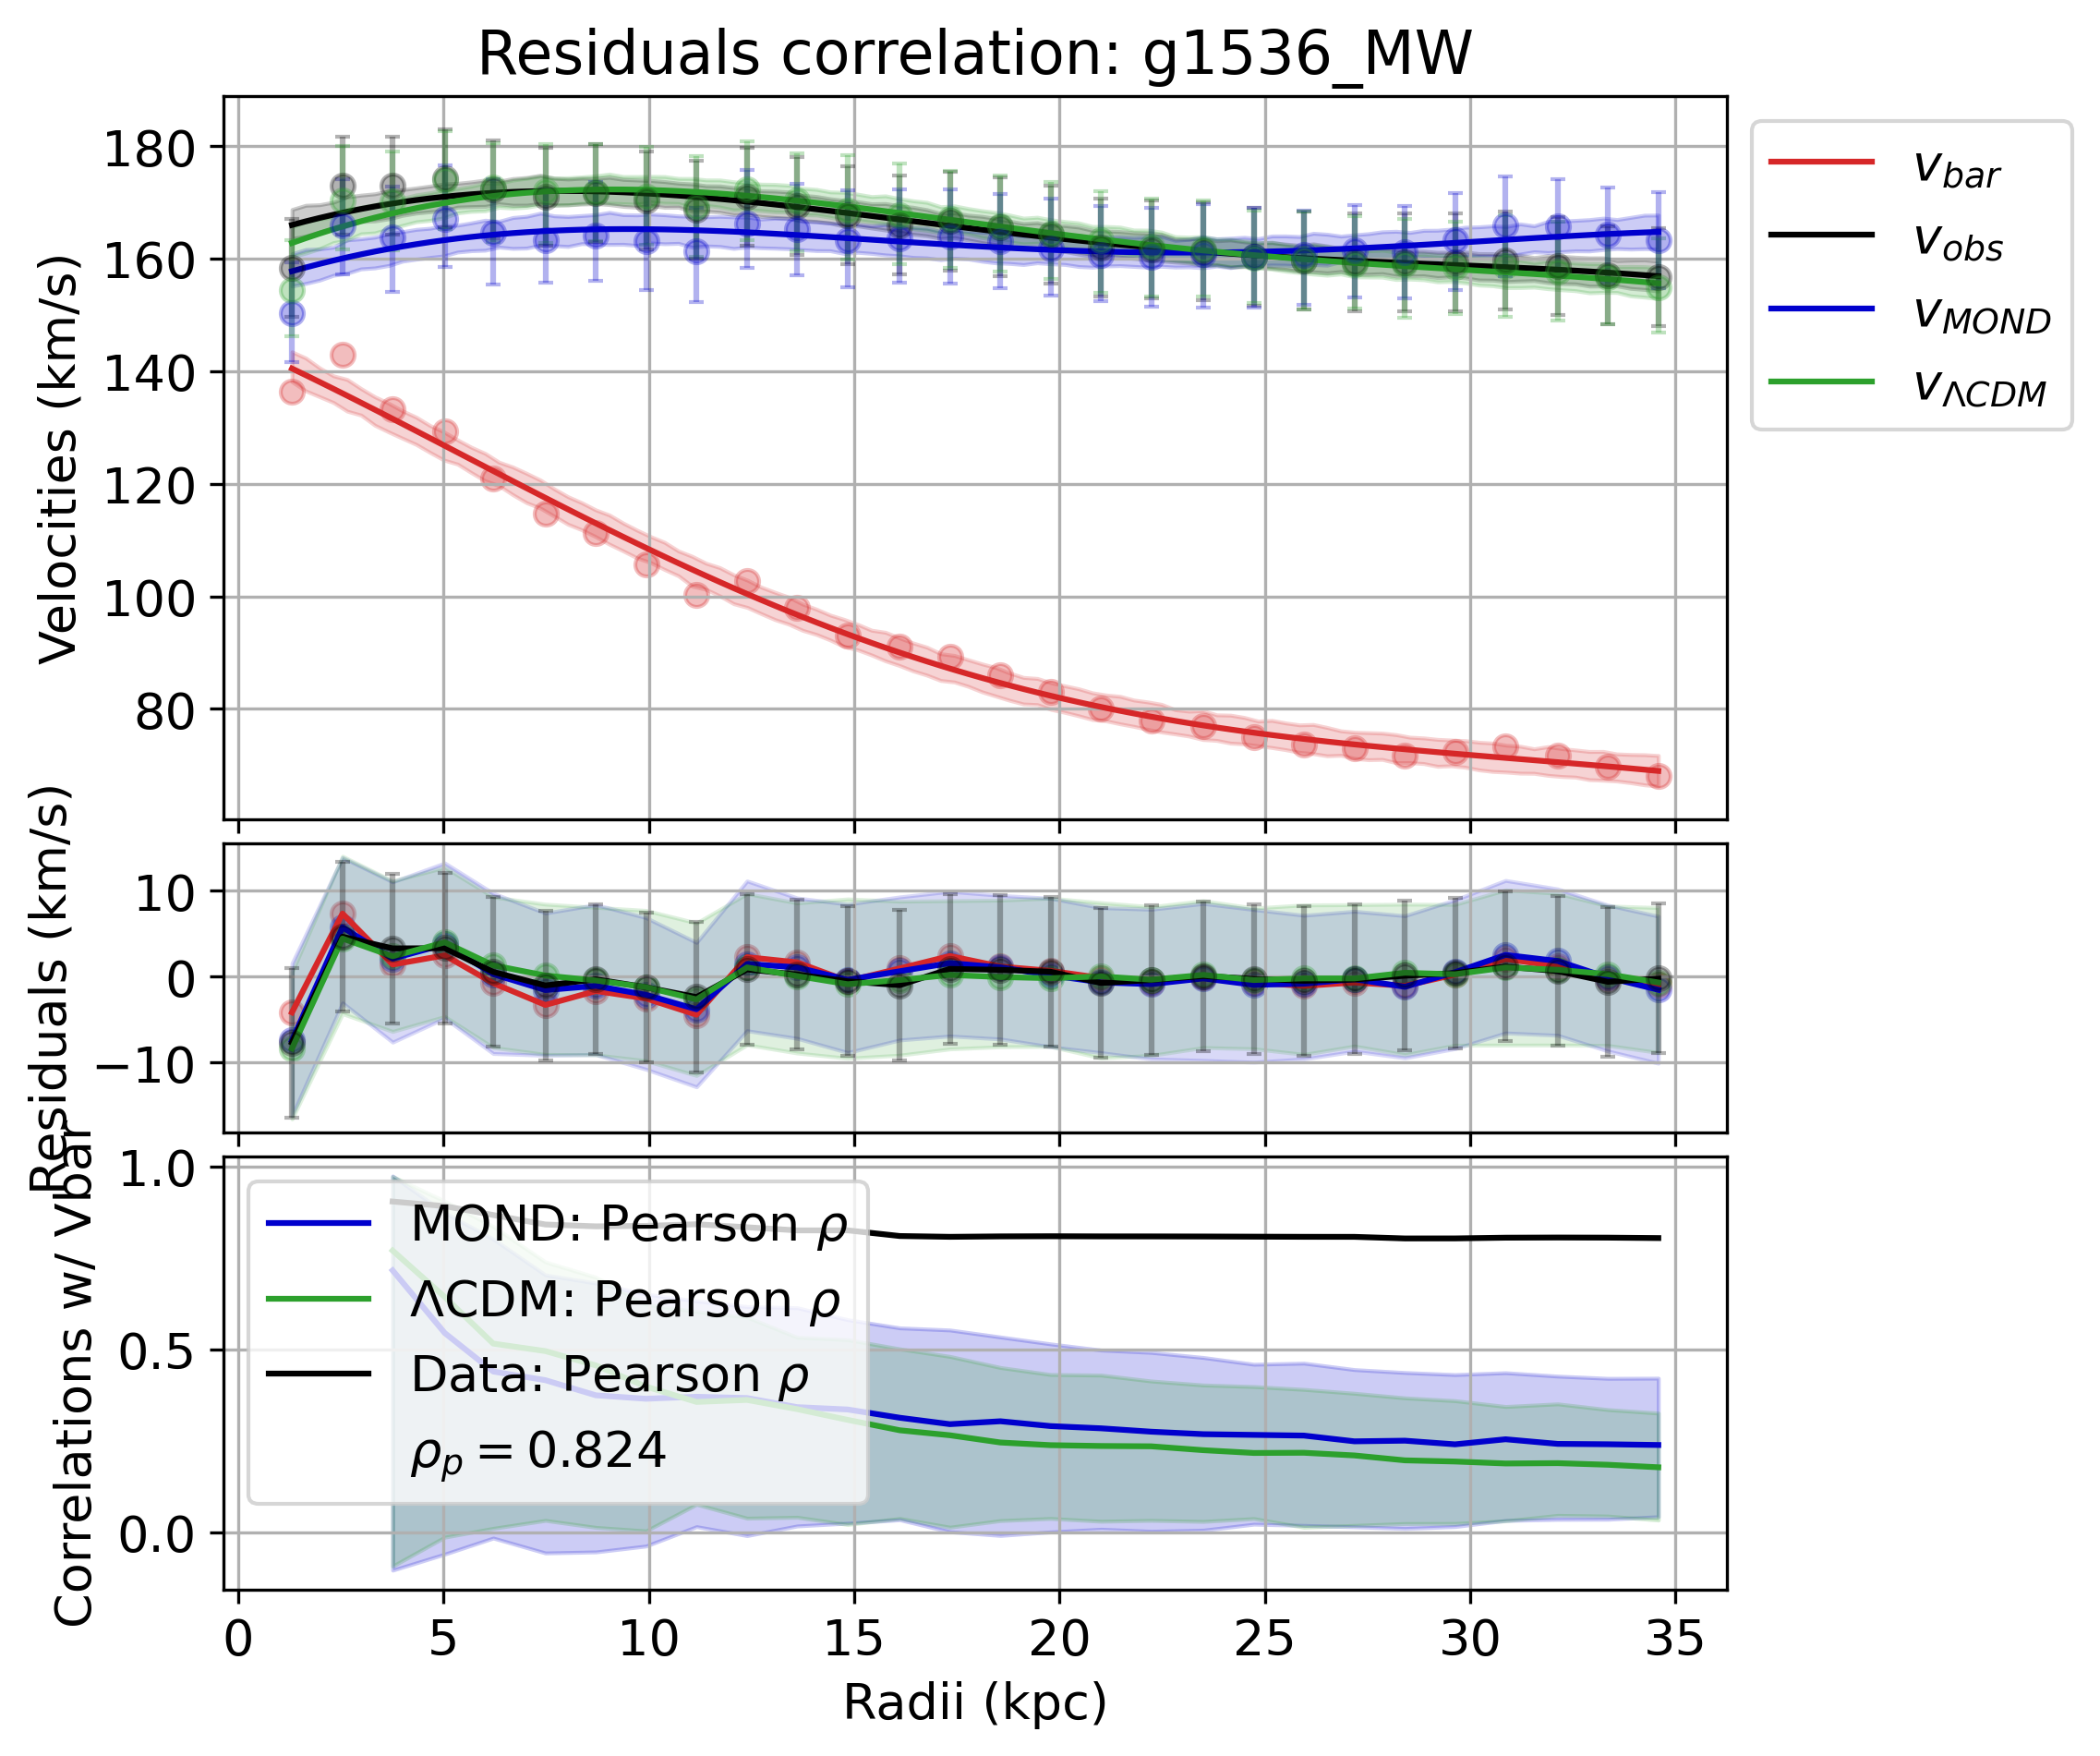 Residuals correlation: g1536_MW
Velocities (km/s)
180
160
140
120
100
80
v_bar
v_obs
v_MOND
v_ΛCDM
Residuals (km/s)
10
0
−10
Correlations w/ Vbar
1.0
0.5
0.0
MOND: Pearson ρ
ΛCDM: Pearson ρ
Data: Pearson ρ
ρ_p = 0.824
0 5 10 15 20 25 30 35
Radii (kpc)